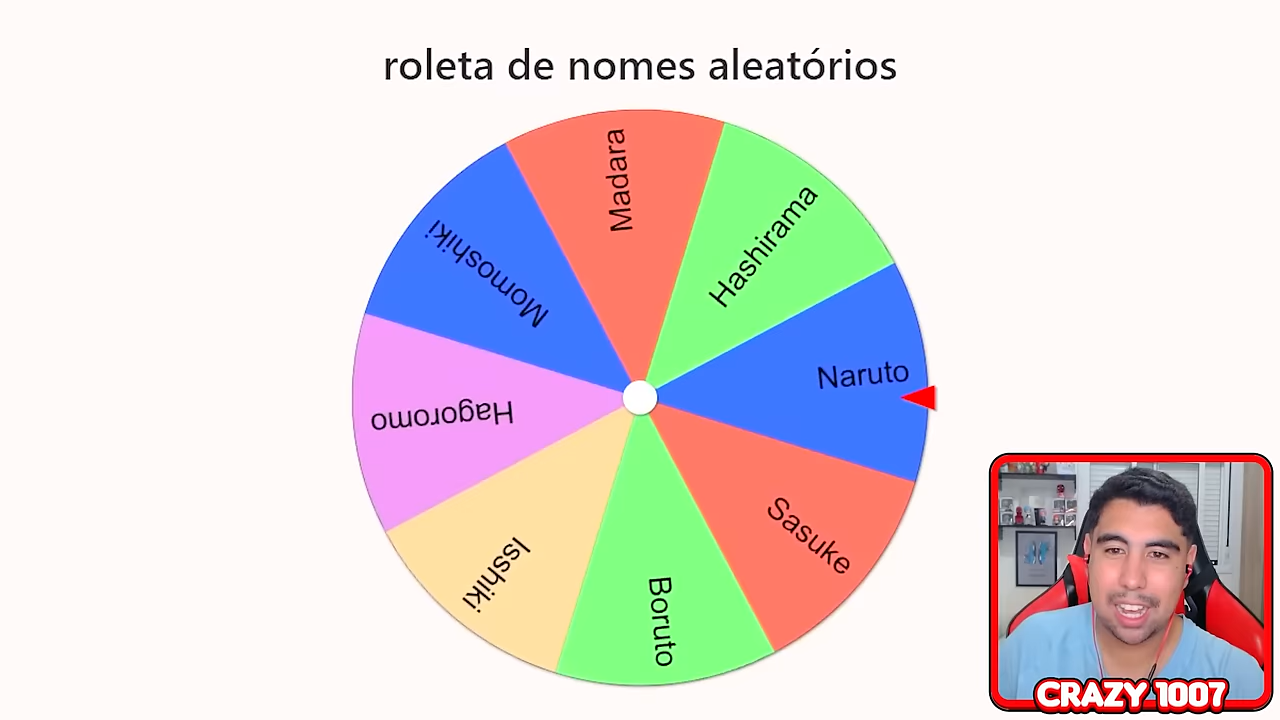 roleta de nomes aleatórios
Madara
Hashirama
Momoshiki
Naruto
Hagoromo
Sasuke
Isshiki
Boruto
CRAZY 1007